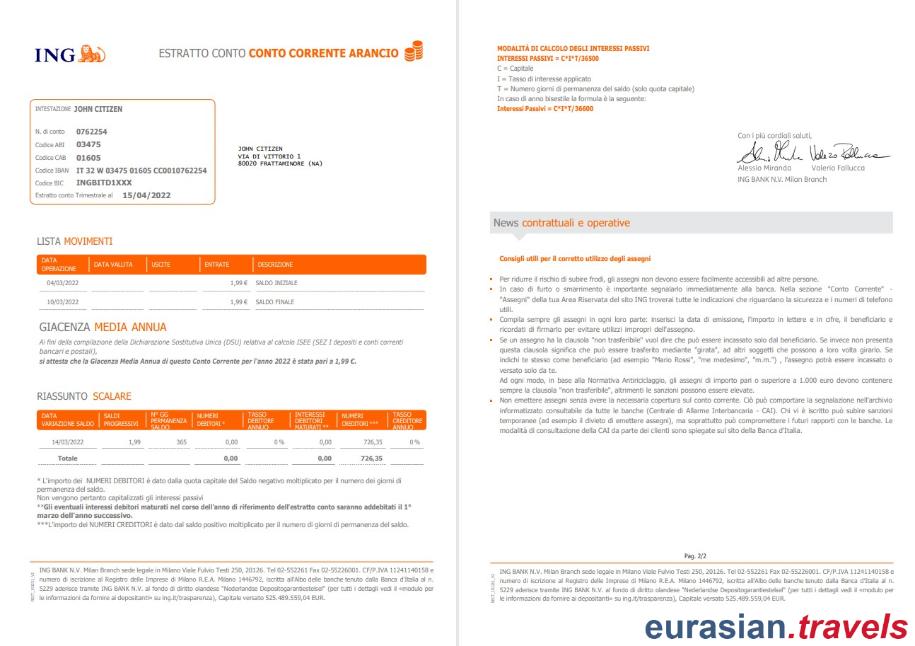 ING
ESTRATTO CONTO CONTO CORRENTE ARANCIO
INTESTAZIONE JOHN CITIZEN
N. di conto 0762254
Codice ABI 03475
Codice CAB 01605
Codice IBAN IT 32 W 03475 01605 CC0010762254
Codice BIC INGBITD1XXX
Estratto conto Trimestrale al 15/04/2022
JOHN CITIZEN
VIA DI VITTORIO 1
80020 FRATTAMINORE (NA)
LISTA MOVIMENTI
DATA OPERAZIONE DATA VALUTA USCITE ENTRATE DESCRIZIONE
04/03/2022 1,99 € SALDO INIZIALE
10/03/2022 1,99 € SALDO FINALE
GIACENZA MEDIA ANNUA
Ai fini della compilazione della Dichiarazione Sostitutiva Unica (DSU) relativa al calcolo ISEE (SEZ I depositi e conti correnti
bancari e postali),
si attesta che la Giacenza Media Annua di questo Conto Corrente per l'anno 2022 è stata pari a 1,99 €.
RIASSUNTO SCALARE
DATA VARIAZIONE SALDO SALDI PROGRESSIVI N° GG PERMANENZA SALDO NUMERI DEBITORI * TASSO DEBITORE ANNUO INTERESSI DEBITORI MATURATI ** NUMERI CREDITORI *** TASSO CREDITORE ANNUO
14/03/2022 1,99 365 0,00 0 % 0,00 726,35 0 %
Totale 0,00 0,00 726,35
* L'importo dei NUMERI DEBITORI è dato dalla quota capitale del Saldo negativo moltiplicato per il numero dei giorni di
permanenza del saldo.
Non vengono pertanto capitalizzati gli interessi passivi
**Gli eventuali interessi debitori maturati nel corso dell'anno di riferimento dell'estratto conto saranno addebitati il 1°
marzo dell'anno successivo.
***L'importo dei NUMERI CREDITORI è dato dal saldo positivo moltiplicato per il numero di giorni di permanenza del saldo.
ING BANK N.V. Milan Branch sede legale in Milano Viale Fulvio Testi 250, 20126. Tel 02-552261 Fax 02-55226001. CF/P.IVA 11241140158 e
numero di iscrizione al Registro delle Imprese di Milano R.E.A. Milano 1446792, iscritta all'Albo delle banche tenuto dalla Banca d'Italia al n.
5229 aderisce tramite ING BANK N.V. al fondo di diritto olandese "Nederlandse Depositogarantiestelsel" (per tutti i dettagli vedi il «modulo per
le informazioni da fornire ai depositanti» su ing.it/trasparenza), Capitale versato 525.489.559,04 EUR.
MODALITÀ DI CALCOLO DEGLI INTERESSI PASSIVI
INTERESSI PASSIVI = C*I*T/36500
C = Capitale
I = Tasso di interesse applicato
T = Numero giorni di permanenza del saldo (solo quota capitale)
In caso di anno bisestile la formula è la seguente:
Interessi Passivi = C*I*T/36600
Con i più cordiali saluti,
Alessio Miranda Valerio Fallucca
ING BANK N.V. Milan Branch
News contrattuali e operative
Consigli utili per il corretto utilizzo degli assegni
Per ridurre il rischio di subire frodi, gli assegni non devono essere facilmente accessibili ad altre persone.
In caso di furto o smarrimento è importante segnalarlo immediatamente alla banca. Nella sezione "Conto Corrente" -
"Assegni" della tua Area Riservata del sito ING troverai tutte le indicazioni che riguardano la sicurezza e i numeri di telefono
utili.
Compila sempre gli assegni in ogni loro parte: inserisci la data di emissione, l'importo in lettere e in cifre, il beneficiario e
ricordati di firmarlo per evitare utilizzi impropri dell'assegno.
Se un assegno ha la clausola "non trasferibile" vuol dire che può essere incassato solo dal beneficiario. Se invece non presenta
questa clausola significa che può essere trasferito mediante "girata", ad altri soggetti che possono a loro volta girarlo. Se
indichi te stesso come beneficiario (ad esempio "Mario Rossi", "me medesimo", "m.m.") , l'assegno potrà essere incassato o
versato solo da te.
Ad ogni modo, in base alla Normativa Antiriciclaggio, gli assegni di importo pari o superiore a 1.000 euro devono contenere
sempre la clausola "non trasferibile", altrimenti le sanzioni possono essere elevate.
Non emettere assegni senza avere la necessaria copertura sul conto corrente. Ciò può comportare la segnalazione nell'archivio
informatizzato consultabile da tutte le banche (Centrale di Allarme Interbancaria - CAI). Chi vi è iscritto può subire sanzioni
temporanee (ad esempio il divieto di emettere assegni), ma soprattutto può compromettere i futuri rapporti con le banche. Le
modalità di consultazione della CAI da parte dei clienti sono spiegate sul sito della Banca d'Italia.
Pag. 2/2
ING BANK N.V. Milan Branch sede legale in Milano Viale Fulvio Testi 250, 20126. Tel 02-552261 Fax 02-55226001. CF/P.IVA 11241140158 e
numero di iscrizione al Registro delle Imprese di Milano R.E.A. Milano 1446792, iscritta all'Albo delle banche tenuto dalla Banca d'Italia al n.
5229 aderisce tramite ING BANK N.V. al fondo di diritto olandese "Nederlandse Depositogarantiestelsel" (per tutti i dettagli vedi il «modulo per
le informazioni da fornire ai depositanti» su ing.it/trasparenza), Capitale versato 525.489.559,04 EUR.
eurasian.travels